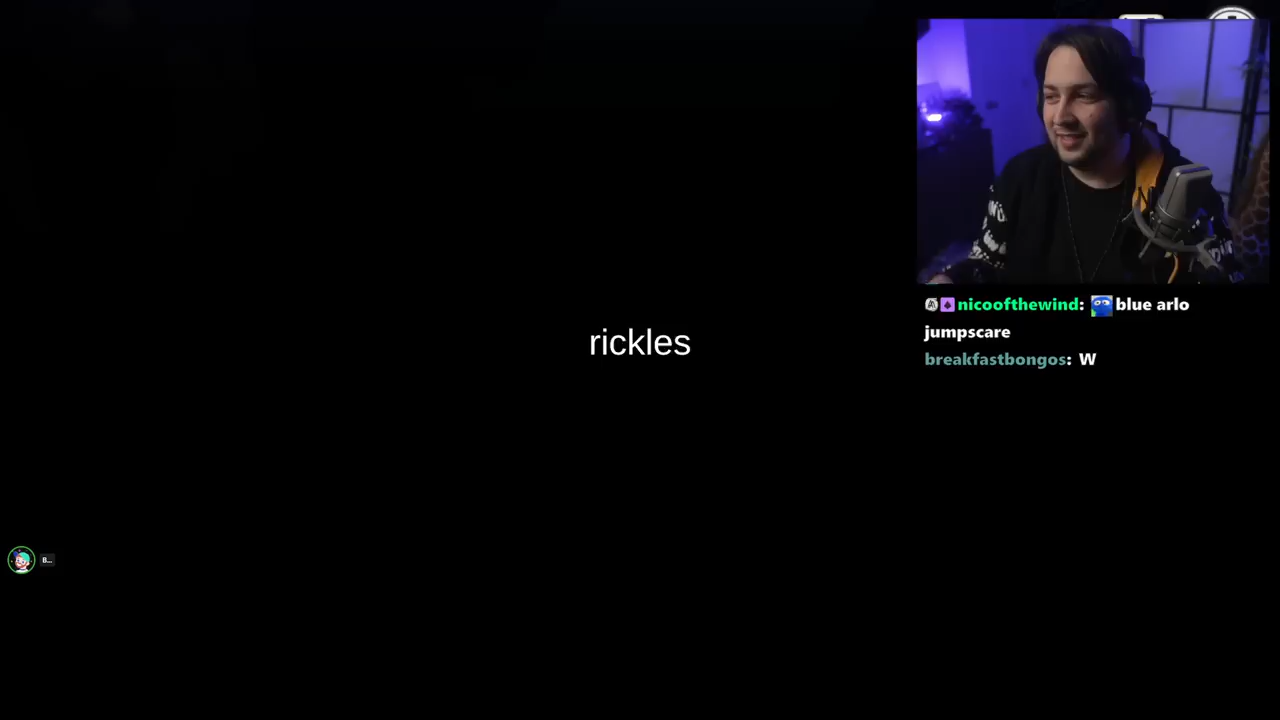 nicoofthewind: blue arlo
jumpscare
breakfastbongos: W
rickles
B...